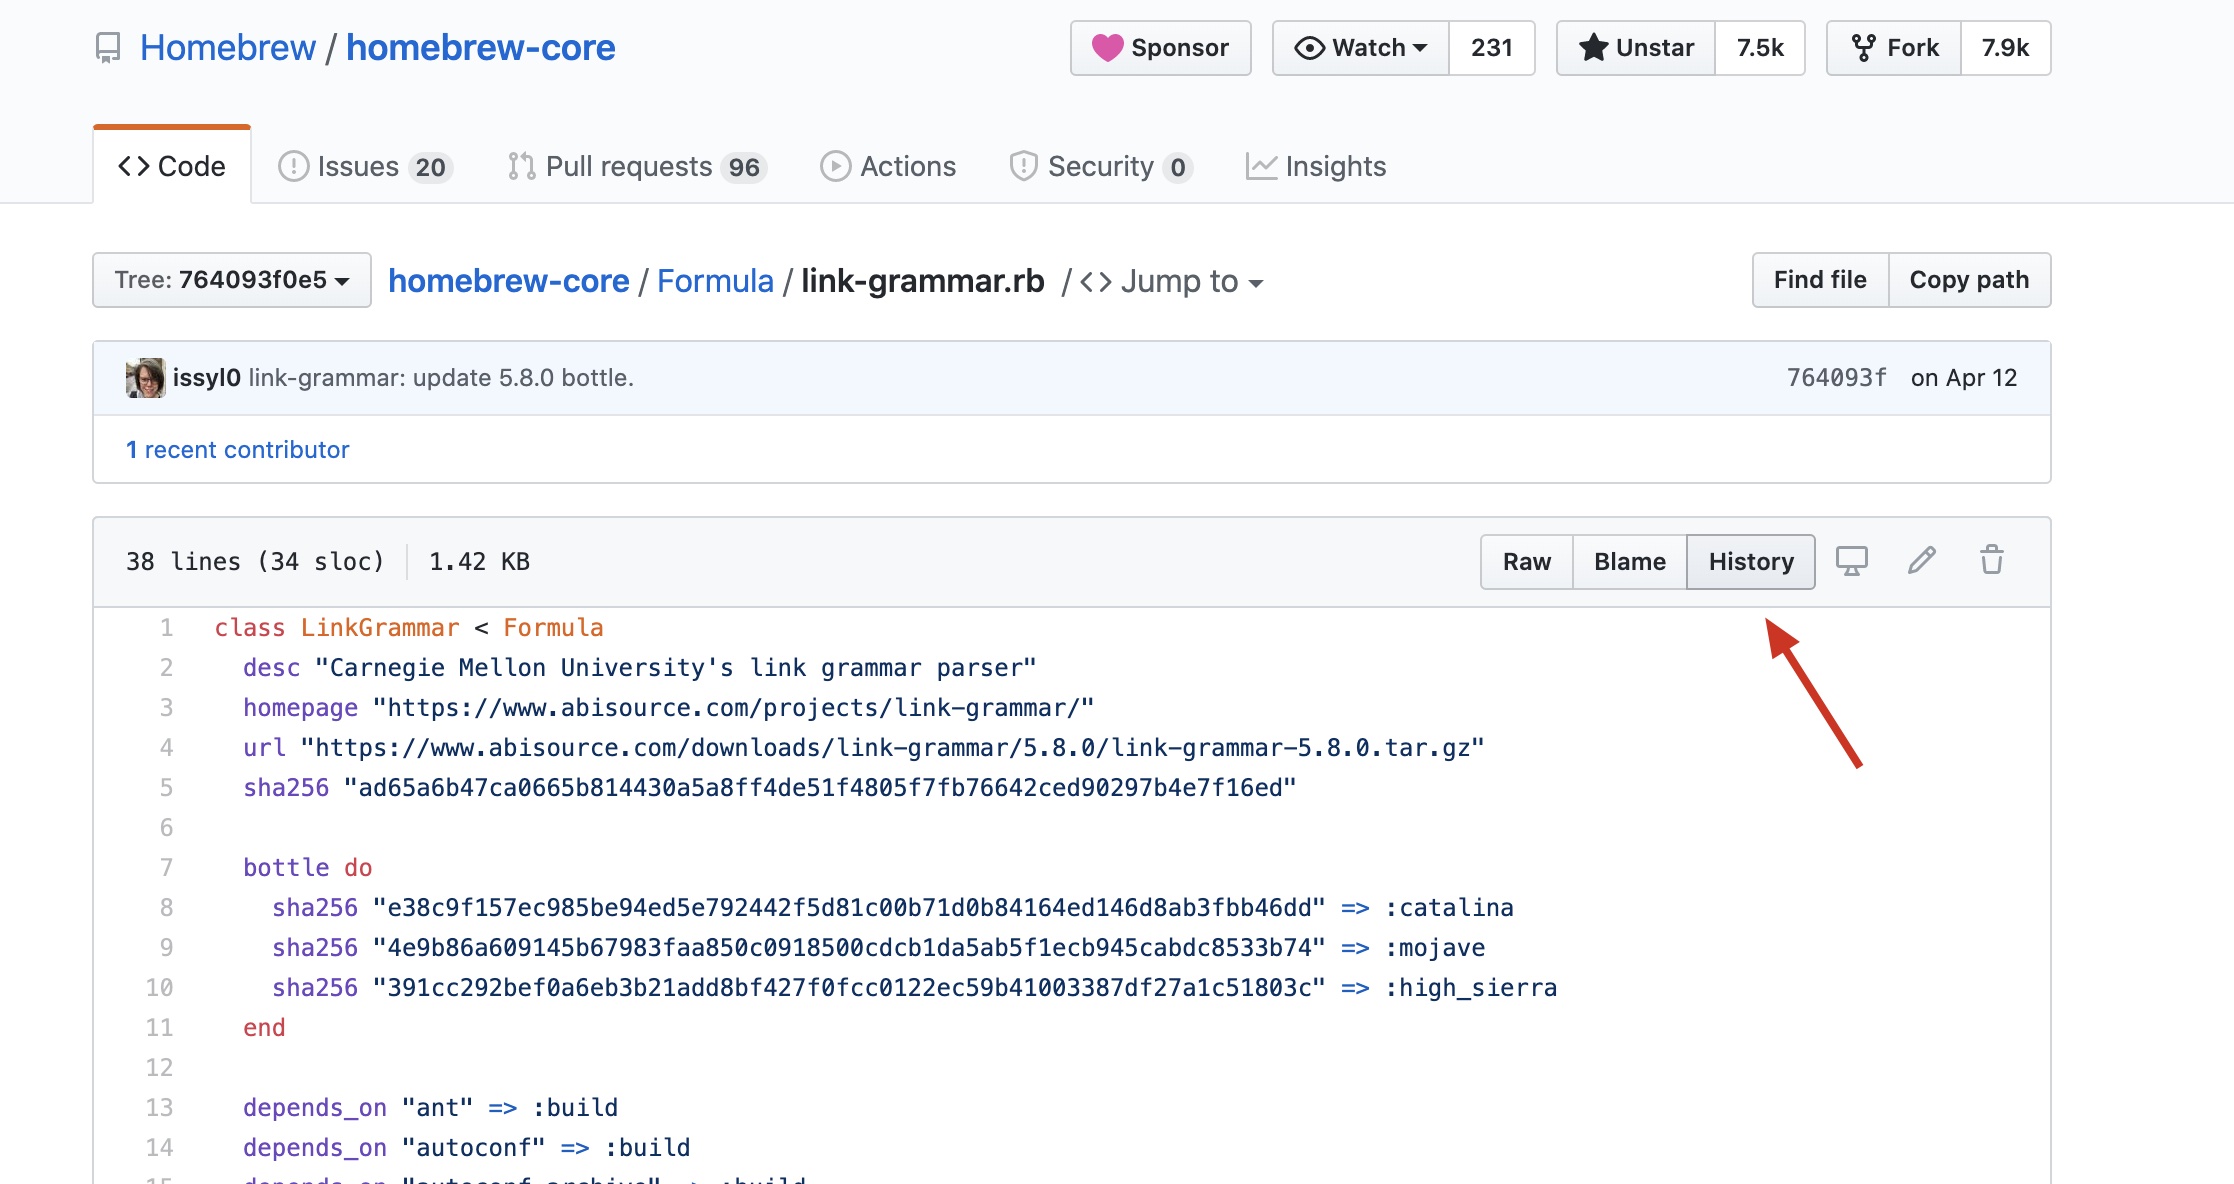 Homebrew / homebrew-core
Sponsor Watch 231 Unstar 7.5k Fork 7.9k
Code Issues 20 Pull requests 96 Actions Security 0 Insights
Tree: 764093f0e5 homebrew-core / Formula / link-grammar.rb / <> Jump to Find file Copy path
issyl0 link-grammar: update 5.8.0 bottle. 764093f on Apr 12
1 recent contributor
38 lines (34 sloc) 1.42 KB Raw Blame History
1 class LinkGrammar < Formula
2 desc "Carnegie Mellon University's link grammar parser"
3 homepage "https://www.abisource.com/projects/link-grammar/"
4 url "https://www.abisource.com/downloads/link-grammar/5.8.0/link-grammar-5.8.0.tar.gz"
5 sha256 "ad65a6b47ca0665b814430a5a8ff4de51f4805f7fb76642ced90297b4e7f16ed"
6
7 bottle do
8 sha256 "e38c9f157ec985be94ed5e792442f5d81c00b71d0b84164ed146d8ab3fbb46dd" => :catalina
9 sha256 "4e9b86a609145b67983faa850c0918500cdcb1da5ab5f1ecb945cabdc8533b74" => :mojave
10 sha256 "391cc292bef0a6eb3b21add8bf427f0fcc0122ec59b41003387df27a1c51803c" => :high_sierra
11 end
12
13 depends_on "ant" => :build
14 depends_on "autoconf" => :build
15 depends_on "autoconf-archive" => :build